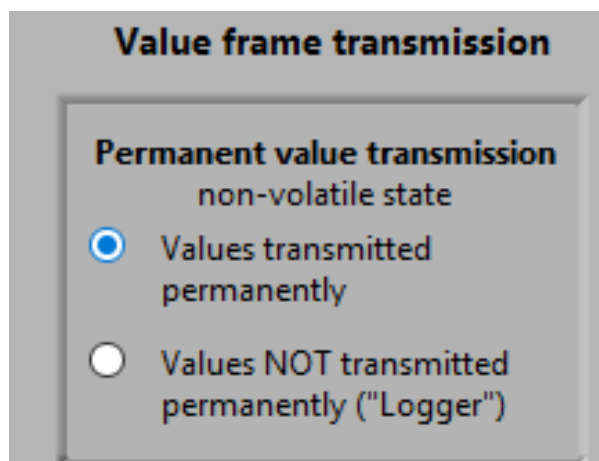 Value frame transmission
Permanent value transmission
non-volatile state
Values transmitted
permanently
Values NOT transmitted
permanently ("Logger")